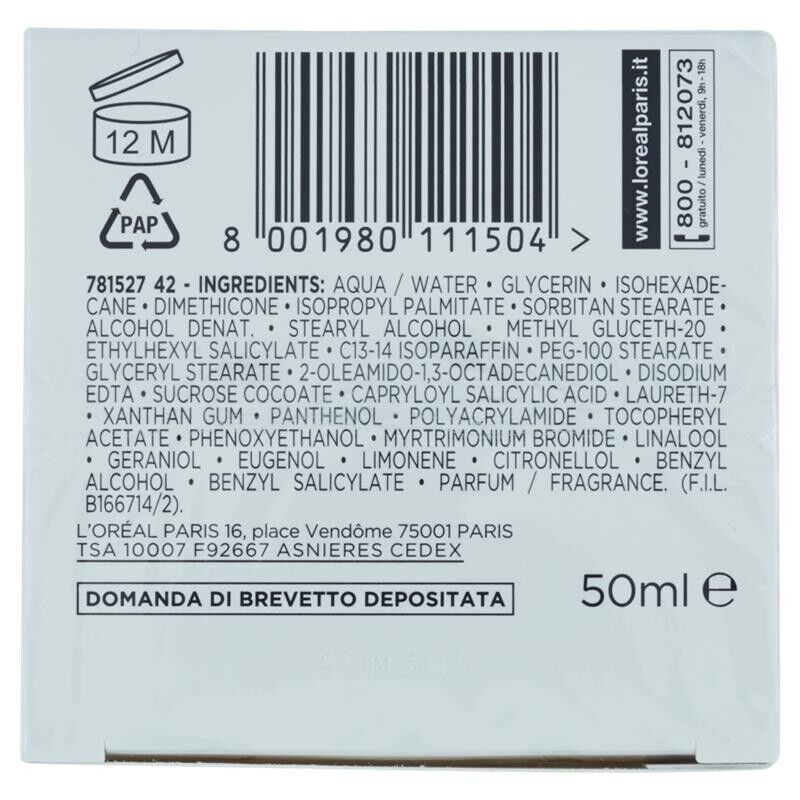 12 M
PAP
8 001980 111504 >
www.lorealparis.it
800 - 812073
gratuito / lunedì - venerdì, 9h - 18h
781527 42 - INGREDIENTS: AQUA / WATER • GLYCERIN • ISOHEXADE-
CANE • DIMETHICONE • ISOPROPYL PALMITATE • SORBITAN STEARATE •
ALCOHOL DENAT. • STEARYL ALCOHOL • METHYL GLUCETH-20 •
ETHYLHEXYL SALICYLATE • C13-14 ISOPARAFFIN • PEG-100 STEARATE •
GLYCERYL STEARATE • 2-OLEAMIDO-1,3-OCTADECANEDIOL • DISODIUM
EDTA • SUCROSE COCOATE • CAPRYLOYL SALICYLIC ACID • LAURETH-7
• XANTHAN GUM • PANTHENOL • POLYACRYLAMIDE • TOCOPHERYL
ACETATE • PHENOXYETHANOL • MYRTRIMONIUM BROMIDE • LINALOOL
• GERANIOL • EUGENOL • LIMONENE • CITRONELLOL • BENZYL
ALCOHOL • BENZYL SALICYLATE • PARFUM / FRAGRANCE. (F.I.L.
B166714/2).
L'ORÉAL PARIS 16, place Vendôme 75001 PARIS
TSA 10007 F92667 ASNIERES CEDEX
DOMANDA DI BREVETTO DEPOSITATA
50ml e